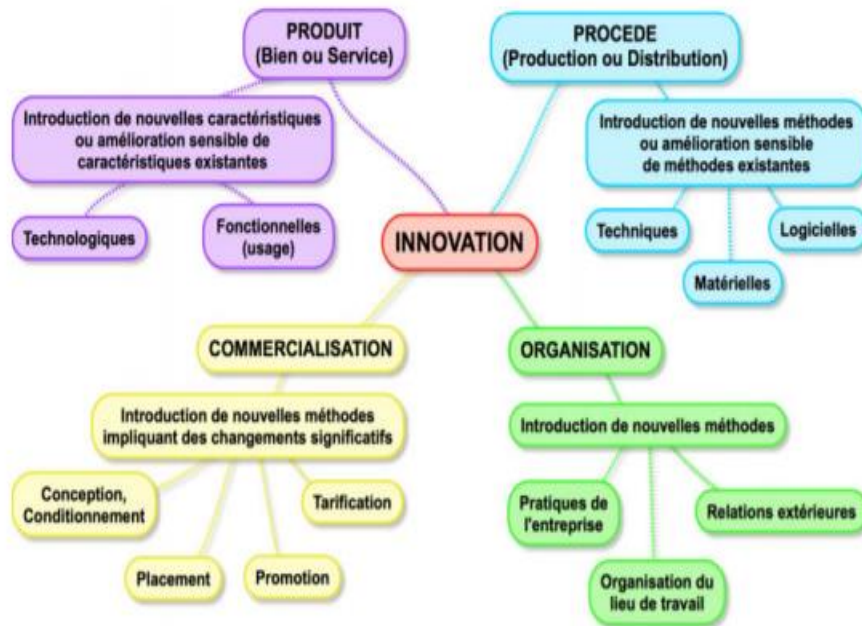 PRODUIT
(Bien ou Service)
Introduction de nouvelles caractéristiques
ou amélioration sensible de
caractéristiques existantes
Technologiques
Fonctionnelles
(usage)
PROCEDE
(Production ou Distribution)
Introduction de nouvelles méthodes
ou amélioration sensible
de méthodes existantes
Techniques
Matérielles
Logicielles
INNOVATION
COMMERCIALISATION
Introduction de nouvelles méthodes
impliquant des changements significatifs
Conception,
Conditionnement
Placement
Promotion
Tarification
ORGANISATION
Introduction de nouvelles méthodes
Pratiques de
l'entreprise
Organisation du
lieu de travail
Relations extérieures